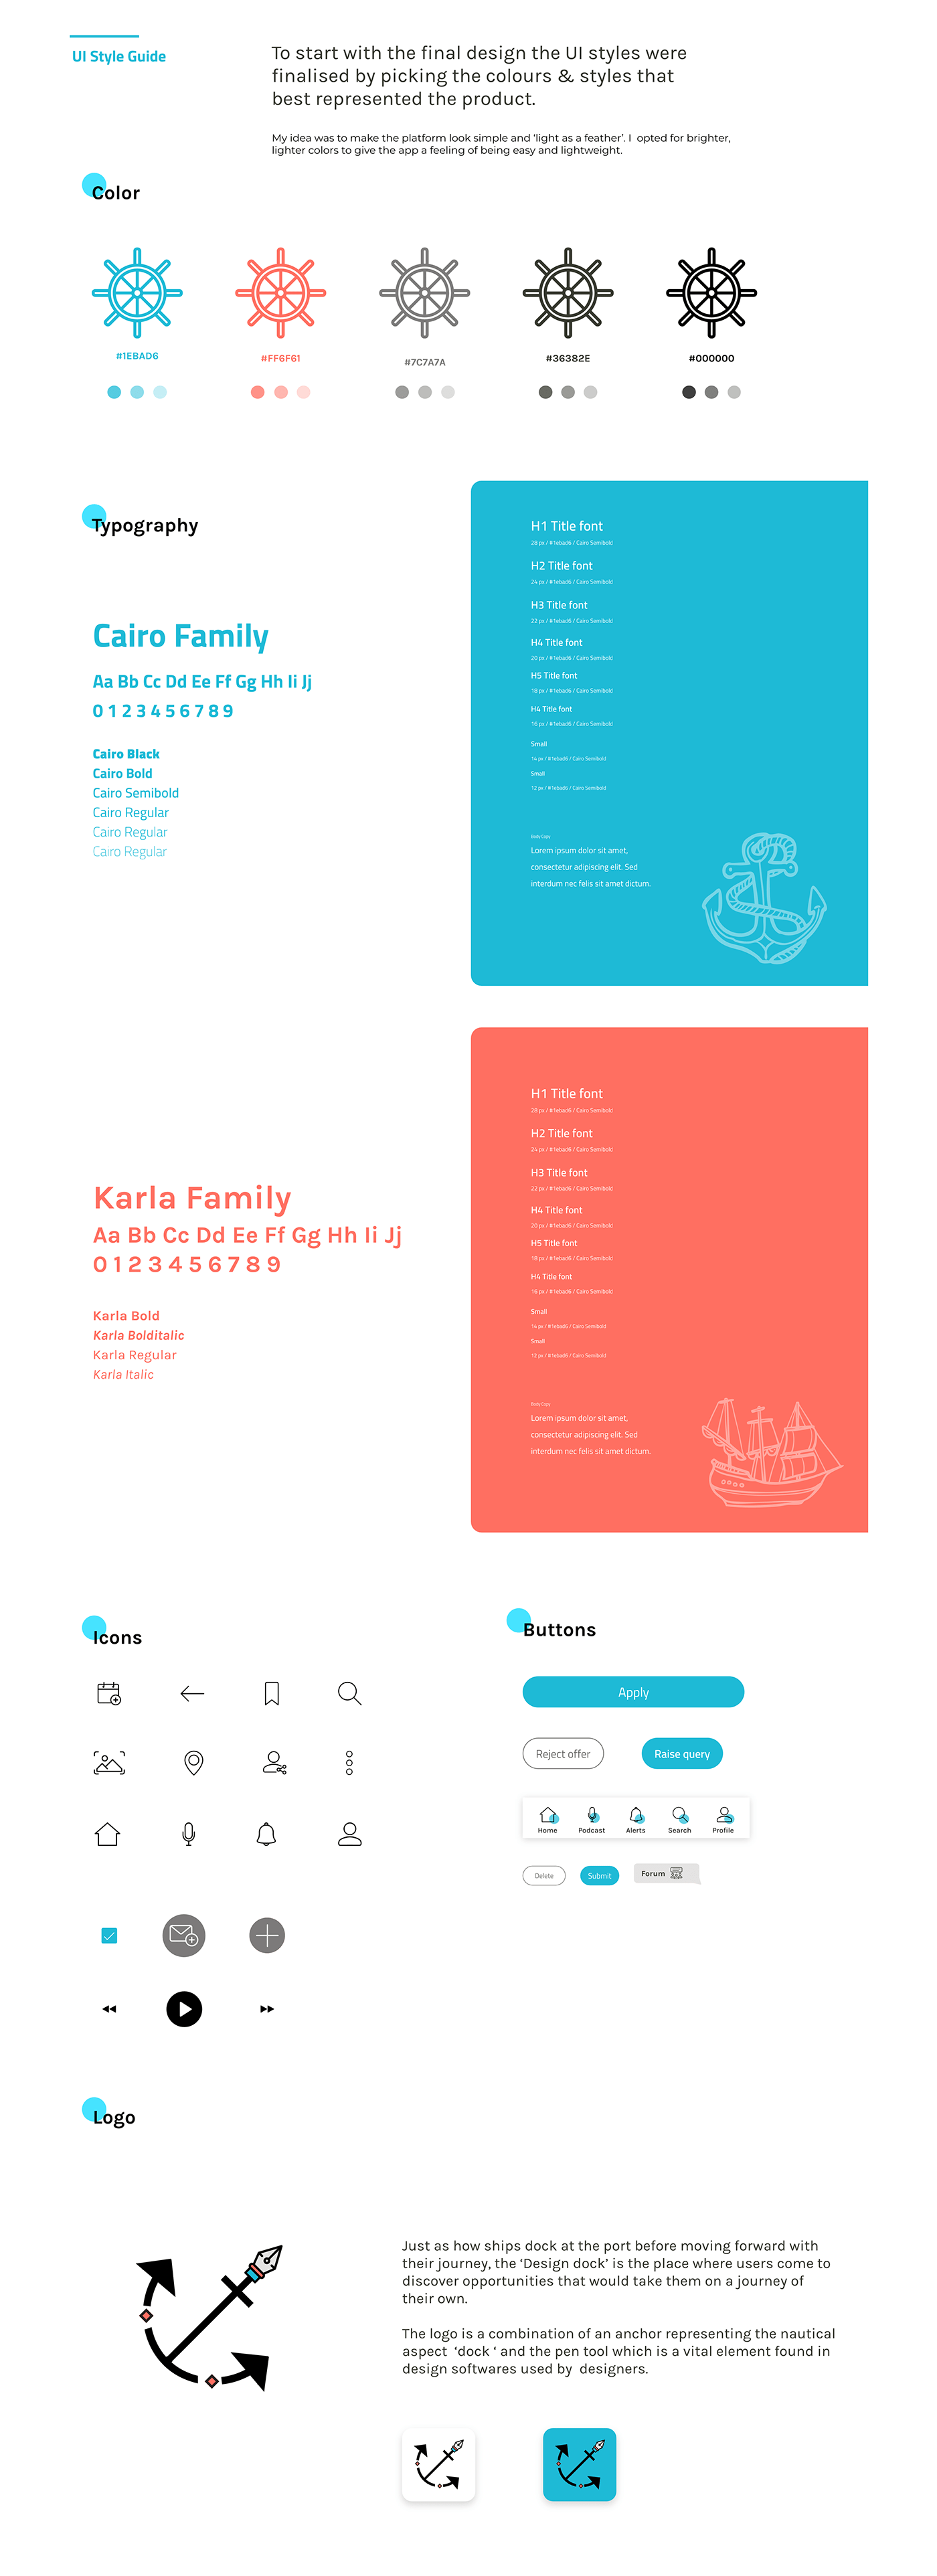 UI Style Guide
To start with the final design the UI styles were
finalised by picking the colours & styles that
best represented the product.
My idea was to make the platform look simple and ‘light as a feather’. I  opted for brighter,
lighter colors to give the app a feeling of being easy and lightweight.
Color
#1EBAD6
#FF6F61
#7C7A7A
#36382E
#000000
Typography
Cairo Family
Aa Bb Cc Dd Ee Ff Gg Hh Ii Jj
0 1 2 3 4 5 6 7 8 9
Cairo Black
Cairo Bold
Cairo Semibold
Cairo Regular
Cairo Regular
Cairo Regular
H1 Title font
28 px / #1ebad6 / Cairo Semibold
H2 Title font
24 px / #1ebad6 / Cairo Semibold
H3 Title font
22 px / #1ebad6 / Cairo Semibold
H4 Title font
20 px / #1ebad6 / Cairo Semibold
H5 Title font
18 px / #1ebad6 / Cairo Semibold
H4 Title font
16 px / #1ebad6 / Cairo Semibold
Small
14 px / #1ebad6 / Cairo Semibold
Small
12 px / #1ebad6 / Cairo Semibold
Body Copy
Lorem ipsum dolor sit amet,
consectetur adipiscing elit. Sed
interdum nec felis sit amet dictum.
Karla Family
Aa Bb Cc Dd Ee Ff Gg Hh Ii Jj
0 1 2 3 4 5 6 7 8 9
Karla Bold
Karla Bolditalic
Karla Regular
Karla Italic
H1 Title font
28 px / #1ebad6 / Cairo Semibold
H2 Title font
24 px / #1ebad6 / Cairo Semibold
H3 Title font
22 px / #1ebad6 / Cairo Semibold
H4 Title font
20 px / #1ebad6 / Cairo Semibold
H5 Title font
18 px / #1ebad6 / Cairo Semibold
H4 Title font
16 px / #1ebad6 / Cairo Semibold
Small
14 px / #1ebad6 / Cairo Semibold
Small
12 px / #1ebad6 / Cairo Semibold
Body Copy
Lorem ipsum dolor sit amet,
consectetur adipiscing elit. Sed
interdum nec felis sit amet dictum.
Icons
Buttons
Apply
Reject offer
Raise query
Home
Podcast
Alerts
Search
Profile
Delete
Submit
Forum
Logo
Just as how ships dock at the port before moving forward with
their journey, the ‘Design dock’ is the place where users come to
discover opportunities that would take them on a journey of
their own.
The logo is a combination of an anchor representing the nautical
aspect  ‘dock ‘ and the pen tool which is a vital element found in
design softwares used by  designers.